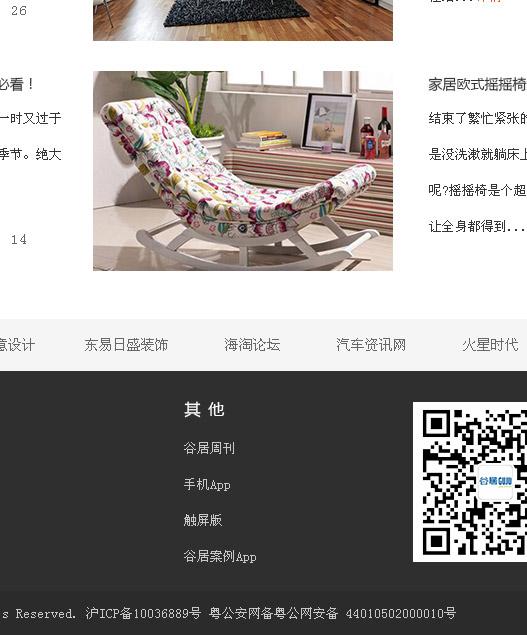 26
必看！
一时又过于
季节。绝大
14
家居欧式摇摇椅
结束了繁忙紧张的
是没洗漱就躺床上
呢?摇摇椅是个超
让全身都得到...
意设计 东易日盛装饰 海淘论坛 汽车资讯网 火星时代
其 他
谷居周刊
手机App
触屏版
谷居案例App
谷居
s Reserved. 沪ICP备10036889号 粤公安网备粤公网安备 44010502000010号